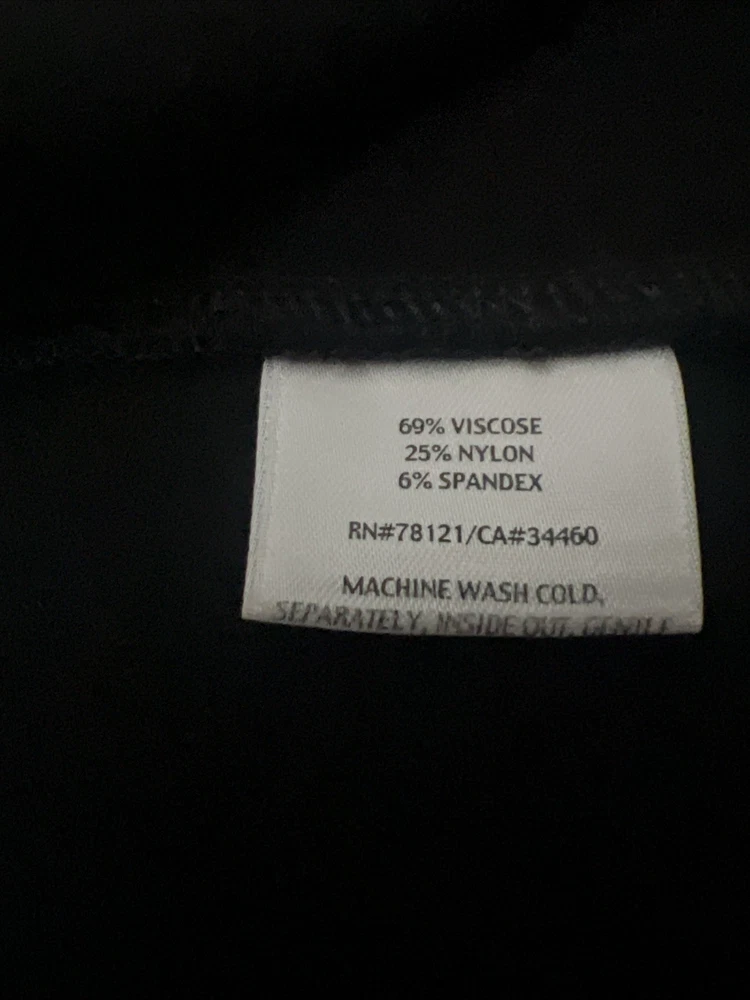 69% VISCOSE
25% NYLON
6% SPANDEX
RN#78121/CA#34460
MACHINE WASH COLD,
SEPARATELY, INSIDE OUT, GENTLE